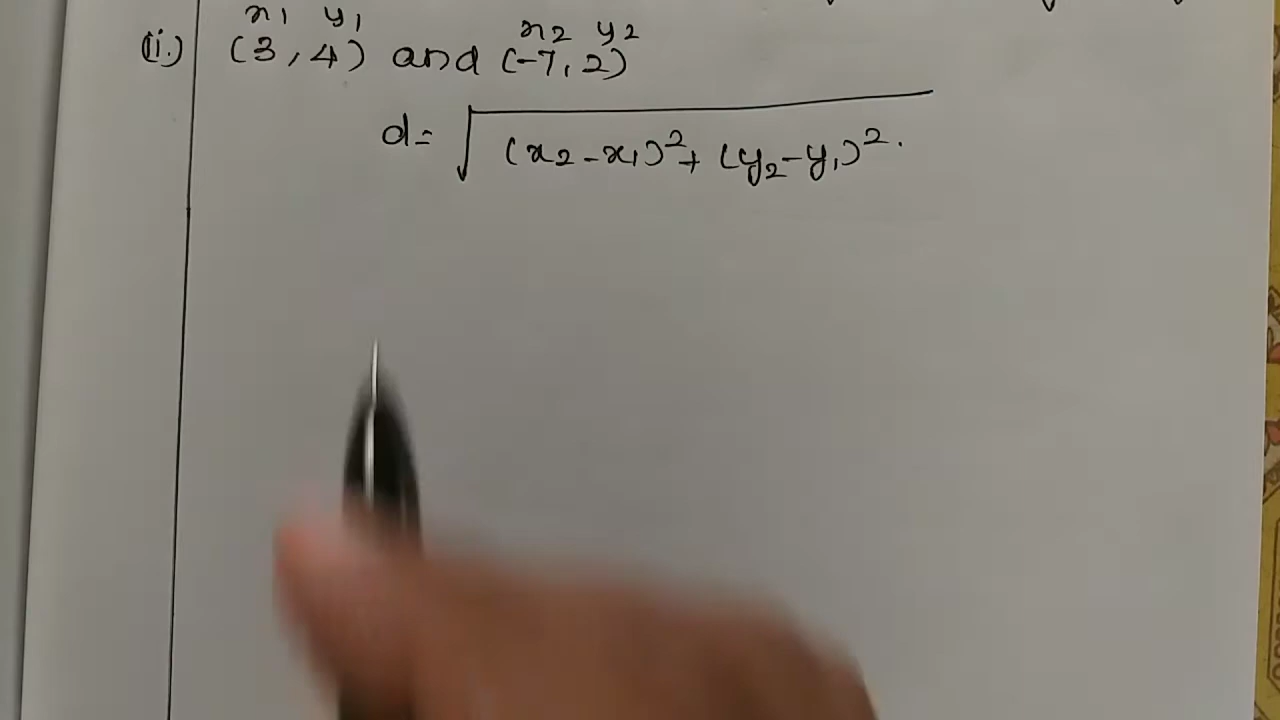 x1 y1 x2 y2
(ii.) (3, 4) and (-7, 2)
d= √(x2-x1)²+ (y2-y1)².